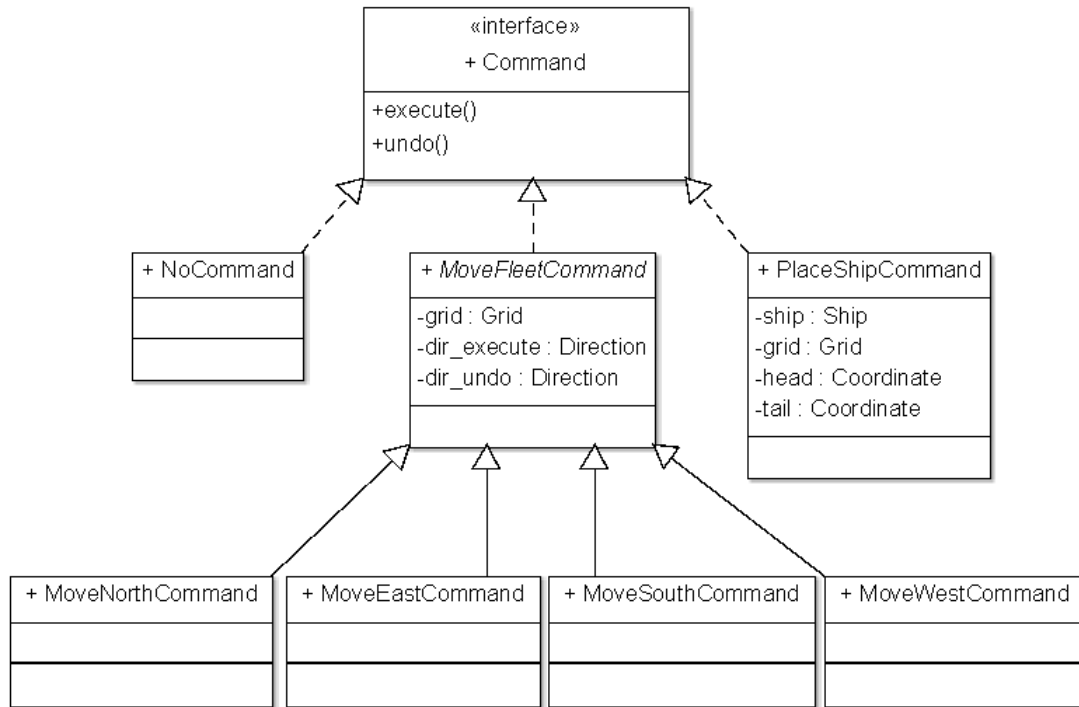 «interface»
+ Command
+execute()
+undo()
+ NoCommand
+ MoveFleetCommand
-grid : Grid
-dir_execute : Direction
-dir_undo : Direction
+ PlaceShipCommand
-ship : Ship
-grid : Grid
-head : Coordinate
-tail : Coordinate
+ MoveNorthCommand
+ MoveEastCommand
+ MoveSouthCommand
+ MoveWestCommand